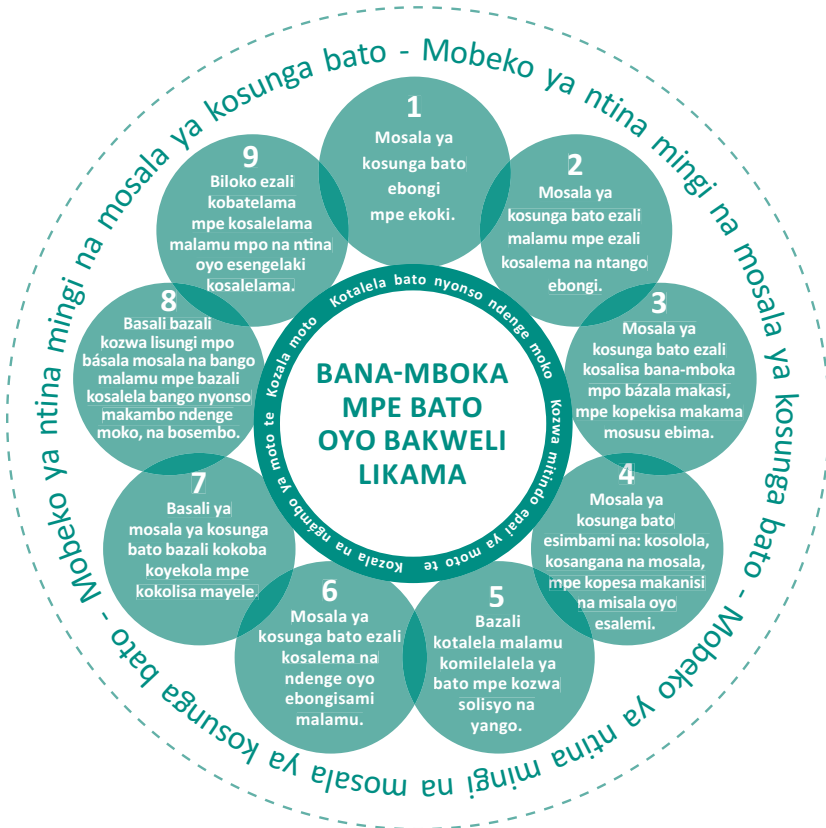 Mobeko ya ntina mingi na mosala ya kosunga bato - Mobeko ya ntina mingi na mosala ya kosunga bato - Mobeko ya ntina mingi na mosala ya kosunga bato - 
1
Mosala ya
kosunga bato
ebongi
mpe ekoki.
2
Mosala ya
kosunga bato ezali
malamu mpe ezali
kosalema na ntango
ebongi.
3
Mosala ya
kosunga bato ezali
kosalisa bana-mboka
mpo bázala makasi,
mpe kopekisa makama
mosusu ebima.
4
Mosala ya
kosunga bato
esimbami na: kosolola,
kosangana na mosala,
mpe kopesa makanisi
na misala oyo
esalemi.
5
Bazali
kotalela malamu
komilelalela ya
bato mpe kozwa
solisyo na
yango.
6
Mosala ya
kosunga bato ezali
kosalema na
ndenge oyo
ebongisami
malamu.
7
Basali ya
mosala ya kosunga
bato bazali kokoba
koyekola mpe
kokolisa mayele.
8
Basali bazali
kozwa lisungi mpo
básala mosala na bango
malamu mpe bazali
kosalela bango nyonso
makambo ndenge
moko, na bosembo.
9
Biloko ezali
kobatelama
mpe kosalelama
malamu mpo na ntina
oyo esengelaki
kosalelama.
Kozala moto
Kotalela bato nyonso ndenge moko
Kozwa mitindo epai ya moto te
Kozala na ngámbo ya moto te
BANA-MBOKA
MPE BATO
OYO BAKWELI
LIKAMA